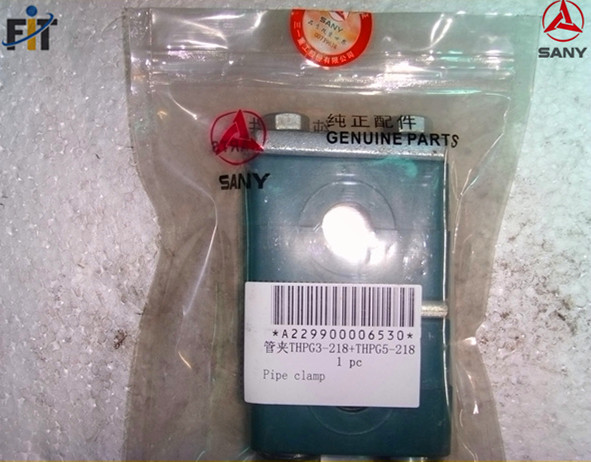 FIT
SANY
SANY
纯正配件
GENUINE PARTS
SANY
*A229900006530*
管夹THPG3-218+THPG5-218
1 pc
Pipe clamp